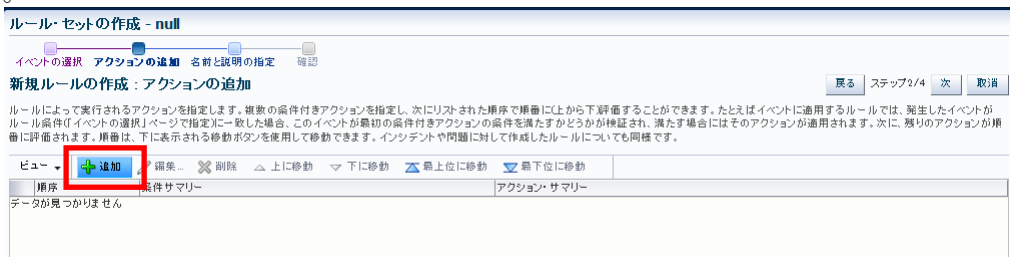 ルール・セットの作成 - null
イベントの選択 アクションの追加 名前と説明の指定 確認
新規ルールの作成 : アクションの追加 戻る ステップ2/4 次 取消
ルールによって実行されるアクションを指定します。複数の条件付きアクションを指定し、次にリストされた順序で順番に(上から下)評価することができます。たとえばイベントに適用するルールでは、発生したイベントが
ルール条件(「イベントの選択」ページで指定)に一致した場合、このイベントが最初の条件付きアクションの条件を満たすかどうかが検証され、満たす場合にはそのアクションが適用されます。次に、残りのアクションが順
番に評価されます。順番は、下に表示される移動ボタンを使用して移動できます。インシデントや問題に対して作成したルールについても同様です。
ビュー 追加 編集... 削除 上に移動 下に移動 最上位に移動 最下位に移動
順序 条件サマリー アクション・サマリー
データが見つかりません